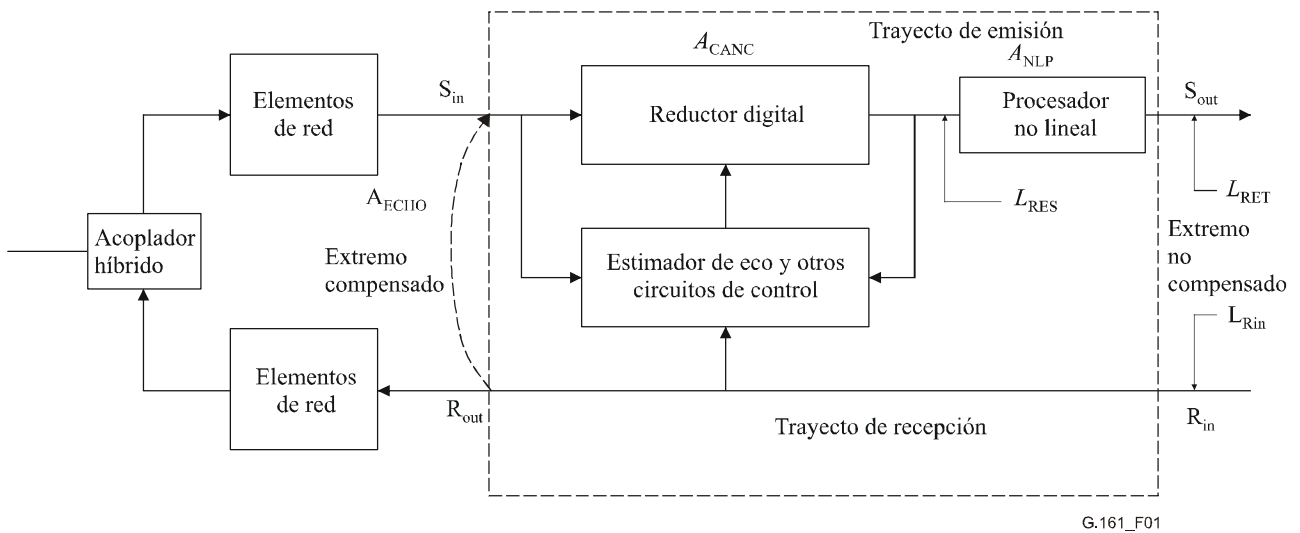 Trayecto de emisión
A_CANC
A_NLP
Elementos
de red
S_in
Reductor digital
Procesador
no lineal
S_out
A_ECHO
L_RES
L_RET
Acoplador
híbrido
Extremo
compensado
Estimador de eco y otros
circuitos de control
Extremo
no
compensado
L_Rin
Elementos
de red
R_out
Trayecto de recepción
R_in
G.161_F01